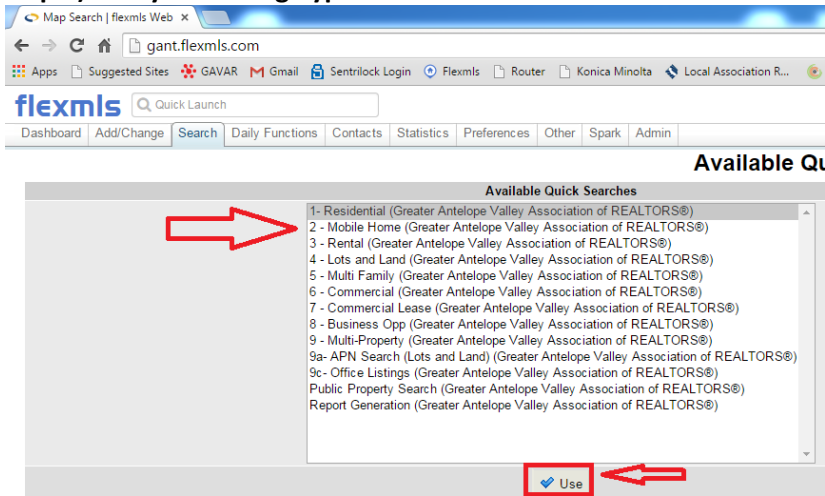 Map Search | flexmls Web
gant.flexmls.com
Apps Suggested Sites GAVAR Gmail Sentrilock Login Flexmls Router Konica Minolta Local Association R...
flexmls Quick Launch
Dashboard Add/Change Search Daily Functions Contacts Statistics Preferences Other Spark Admin
Available Qu
Available Quick Searches
1- Residential (Greater Antelope Valley Association of REALTORS®)
2 - Mobile Home (Greater Antelope Valley Association of REALTORS®)
3 - Rental (Greater Antelope Valley Association of REALTORS®)
4 - Lots and Land (Greater Antelope Valley Association of REALTORS®)
5 - Multi Family (Greater Antelope Valley Association of REALTORS®)
6 - Commercial (Greater Antelope Valley Association of REALTORS®)
7 - Commercial Lease (Greater Antelope Valley Association of REALTORS®)
8 - Business Opp (Greater Antelope Valley Association of REALTORS®)
9 - Multi-Property (Greater Antelope Valley Association of REALTORS®)
9a- APN Search (Lots and Land) (Greater Antelope Valley Association of REALTORS®)
9c- Office Listings (Greater Antelope Valley Association of REALTORS®)
Public Property Search (Greater Antelope Valley Association of REALTORS®)
Report Generation (Greater Antelope Valley Association of REALTORS®)
Use